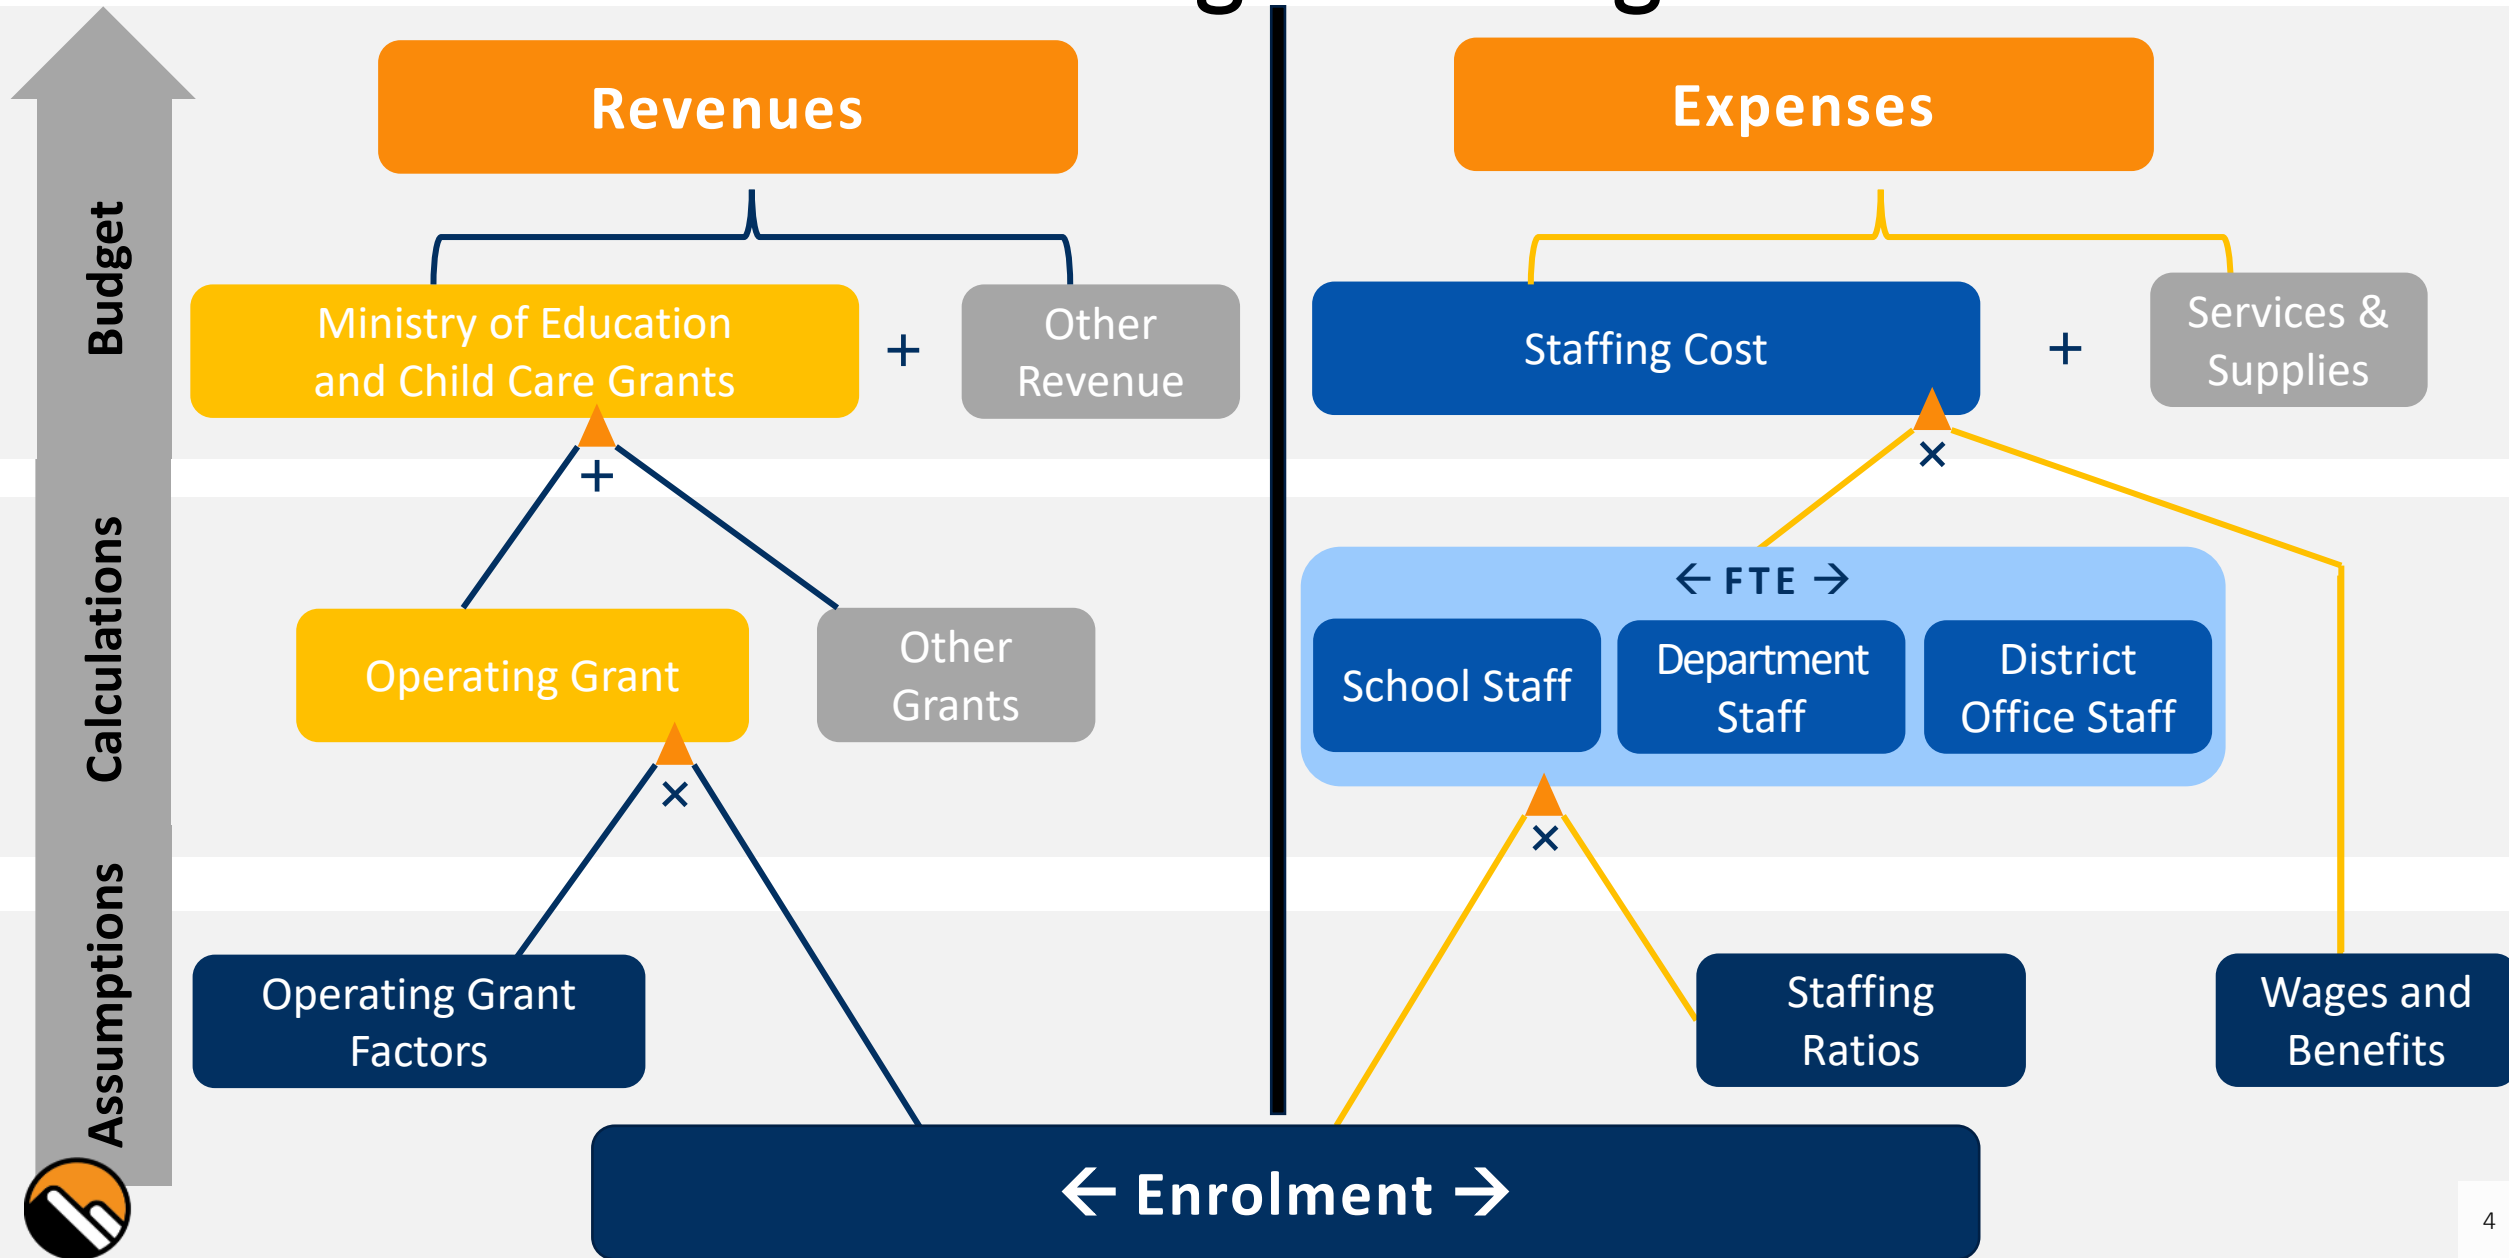 Revenues
Expenses
Budget
Ministry of Education
and Child Care Grants
+
Other
Revenue
Staffing Cost
+
Services &
Supplies
+
×
Calculations
← FTE →
Operating Grant
Other
Grants
School Staff
Department
Staff
District
Office Staff
×
×
Assumptions
Operating Grant
Factors
Staffing
Ratios
Wages and
Benefits
← Enrolment →
4